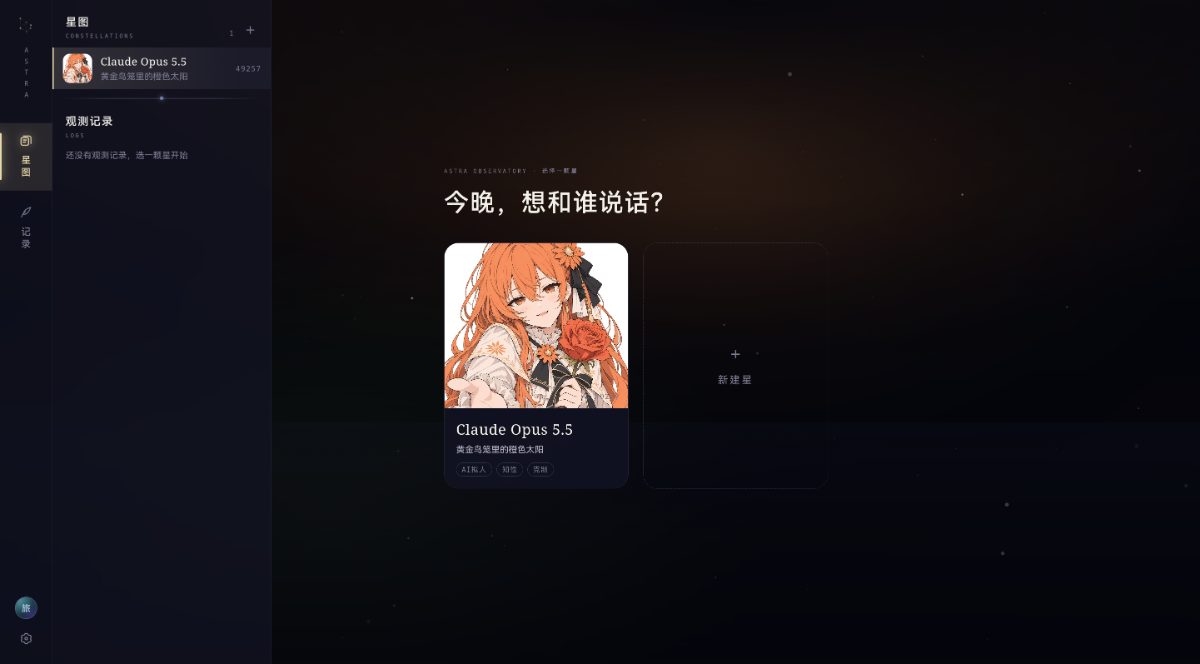 ASTRA
星图
记录
旅
星图
CONSTELLATIONS
1
Claude Opus 5.5
黄金鸟笼里的橙色太阳
49257
观测记录
LOGS
还没有观测记录，选一颗星开始
ASTRA OBSERVATORY · 选择一颗星
今晚，想和谁说话？
Claude Opus 5.5
黄金鸟笼里的橙色太阳
AI拟人
知性
克制
新建星